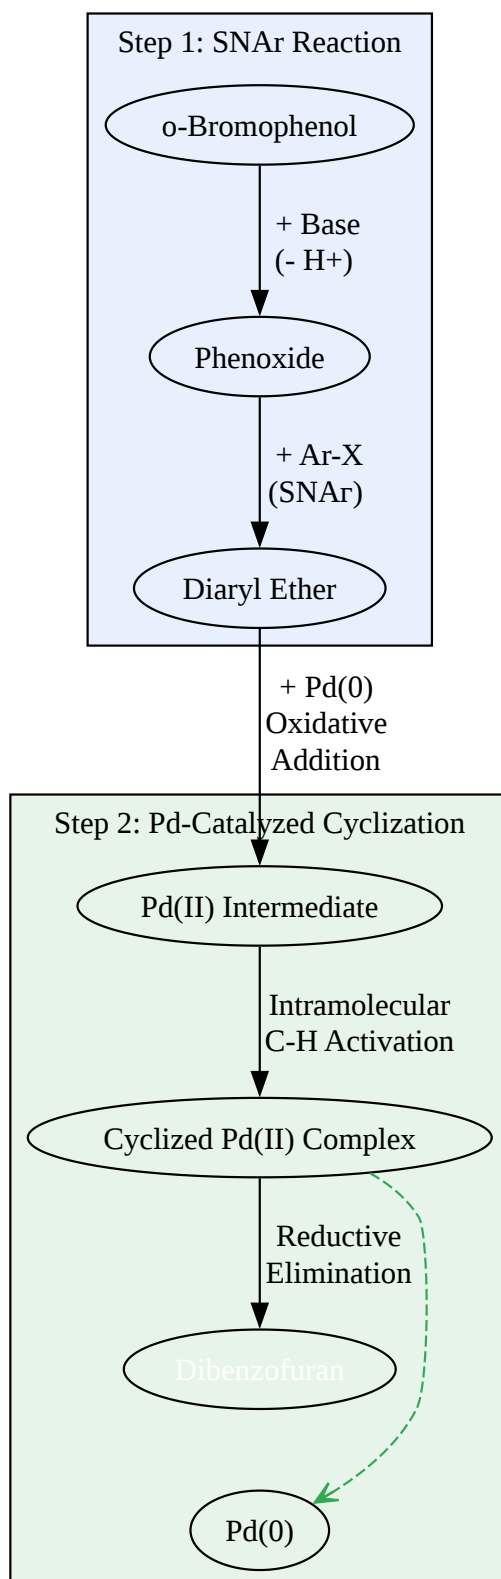 Step 1: SNAr Reaction
o-Bromophenol
+ Base
(- H+)
Phenoxide
+ Ar-X
(SNAr)
Diaryl Ether
+ Pd(0)
Oxidative
Addition
Step 2: Pd-Catalyzed Cyclization
Pd(II) Intermediate
Intramolecular
C-H Activation
Cyclized Pd(II) Complex
Reductive
Elimination
Dibenzofuran
Pd(0)